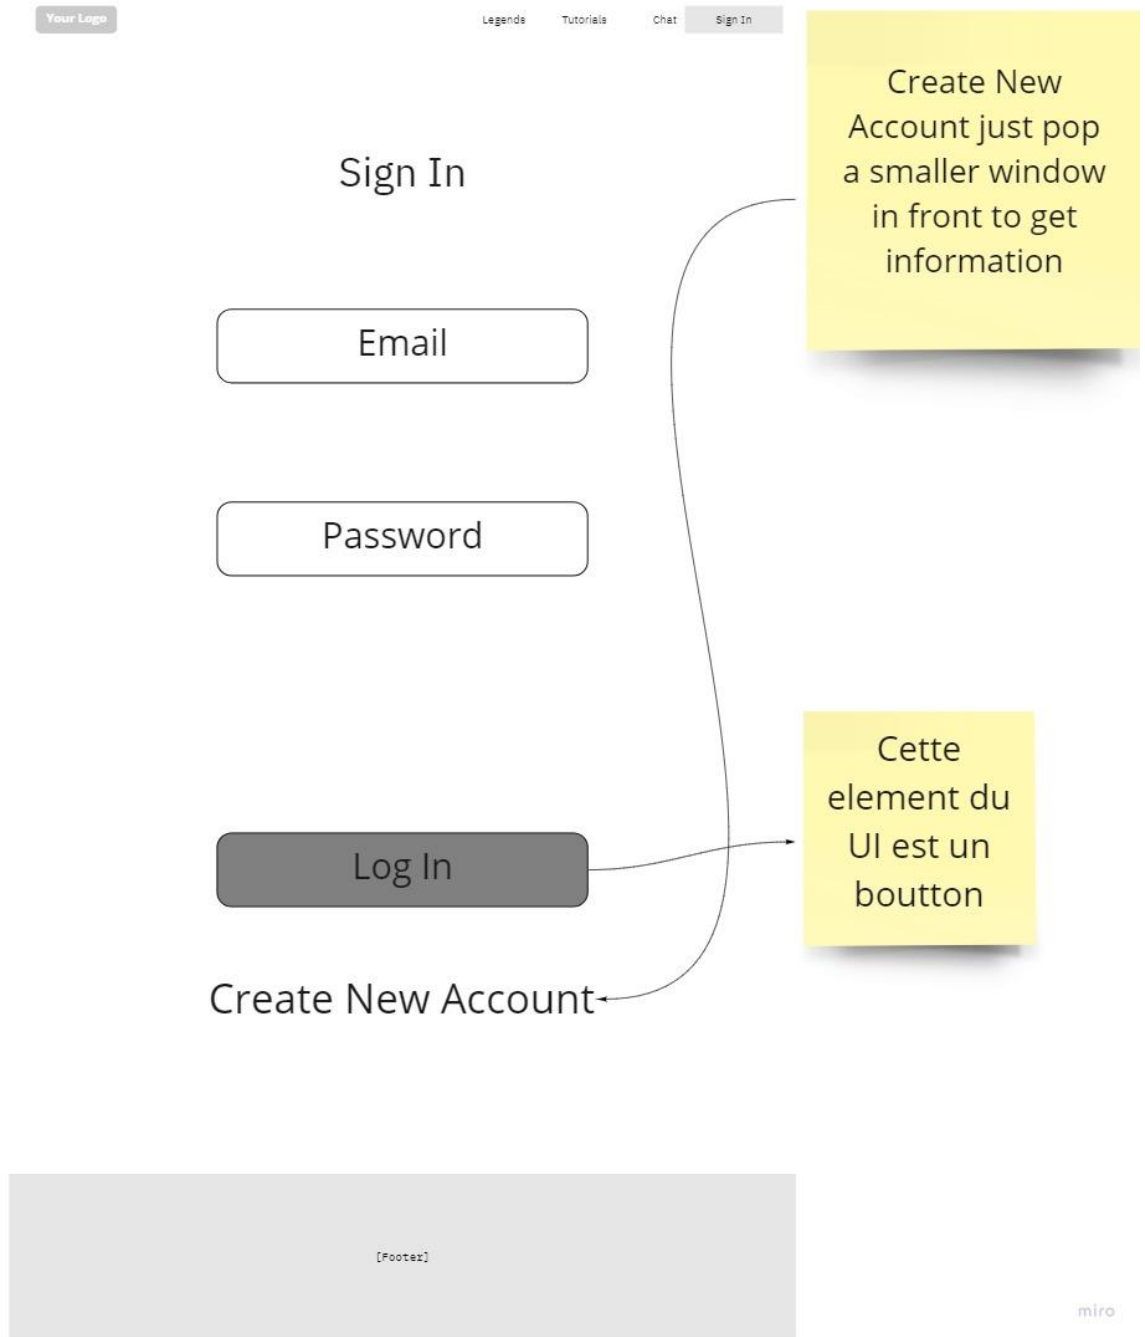 Your Logo
Legends Tutorials Chat Sign In
Sign In
Email
Password
Log In
Create New Account
Create New
Account just pop
a smaller window
in front to get
information
Cette
element du
UI est un
boutton
[Footer]
miro